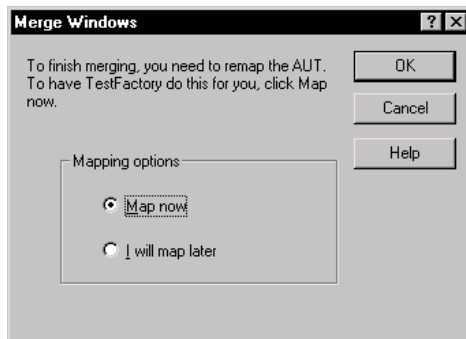 Merge Windows
To finish merging, you need to remap the AUT.
To have TestFactory do this for you, click Map
now.
OK
Cancel
Help
Mapping options
Map now
I will map later